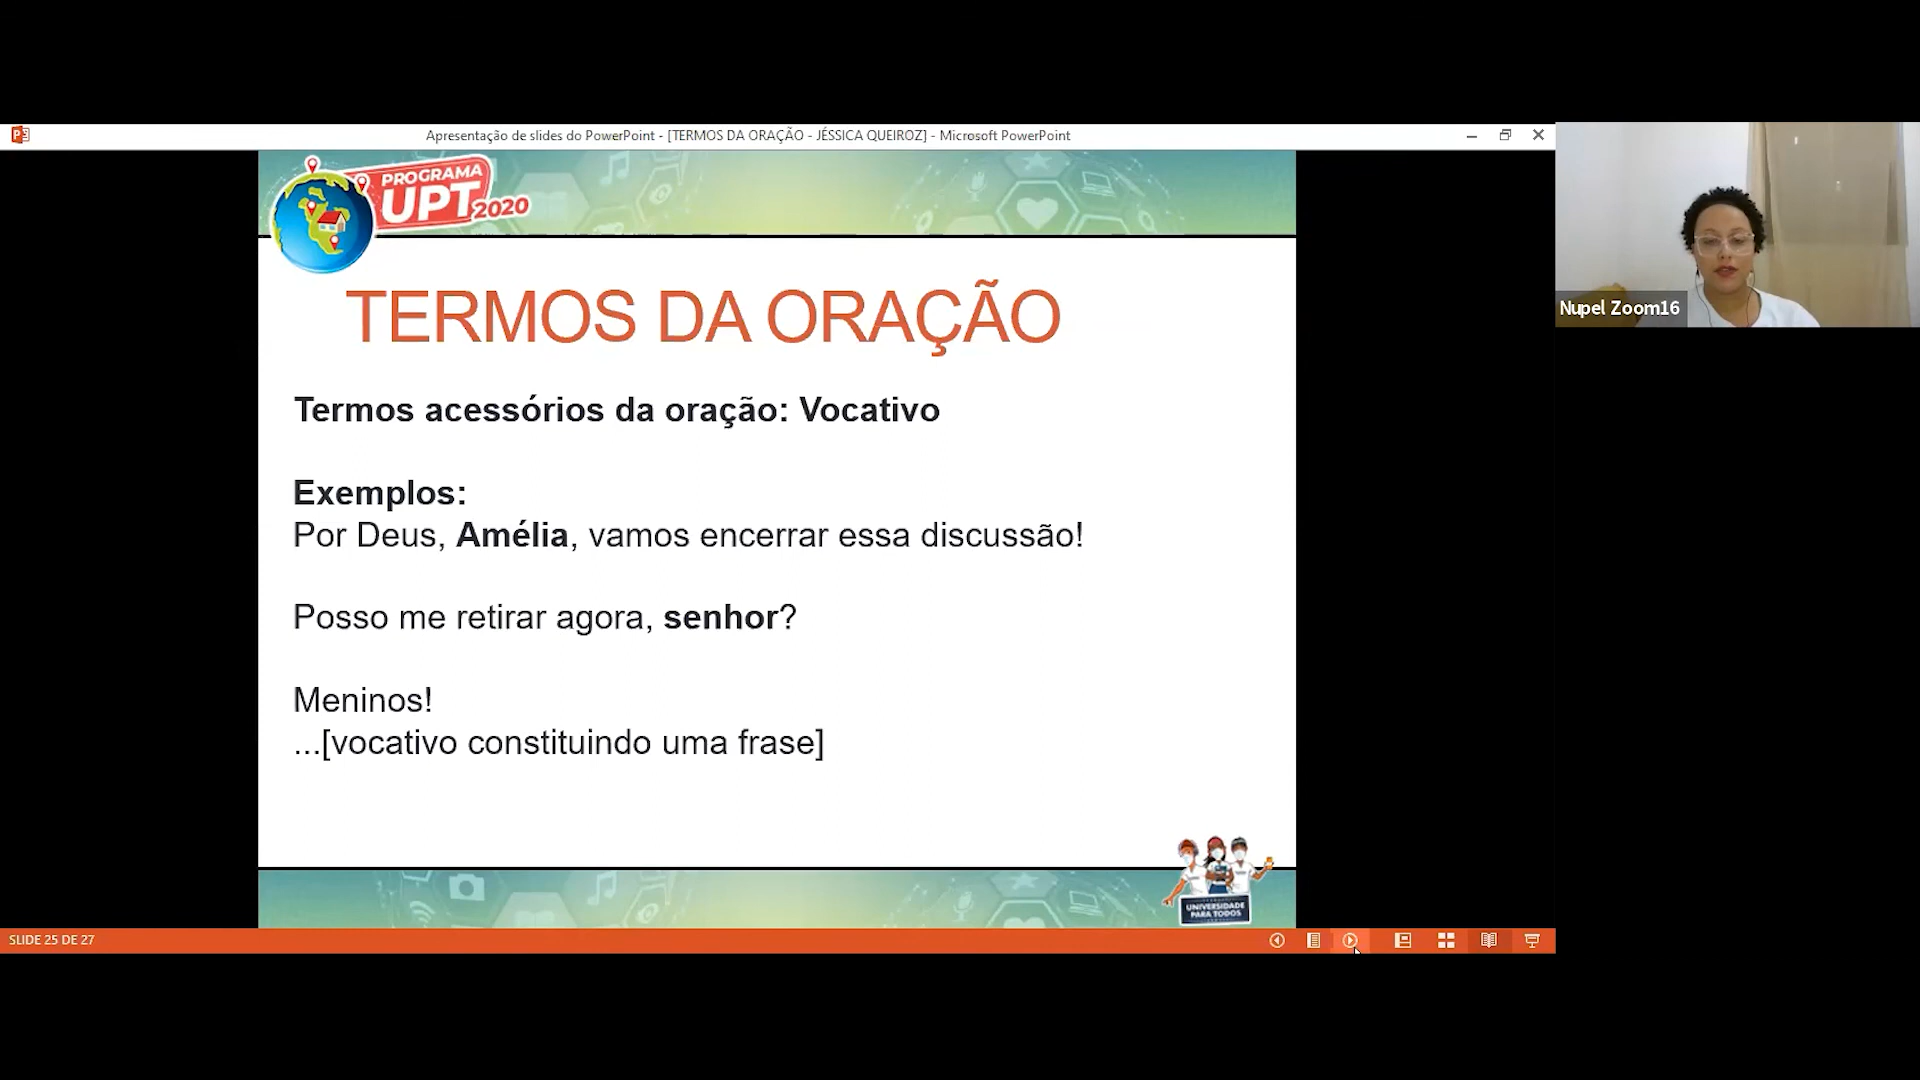 Apresentação de slides do PowerPoint - [TERMOS DA ORAÇÃO - JÉSSICA QUEIROZ] - Microsoft PowerPoint
PROGRAMA
UPT 2020
TERMOS DA ORAÇÃO
Termos acessórios da oração: Vocativo
Exemplos:
Por Deus, Amélia, vamos encerrar essa discussão!
Posso me retirar agora, senhor?
Meninos!
...[vocativo constituindo uma frase]
UNIVERSIDADE
PARA TODOS
SLIDE 25 DE 27
Nupel Zoom16